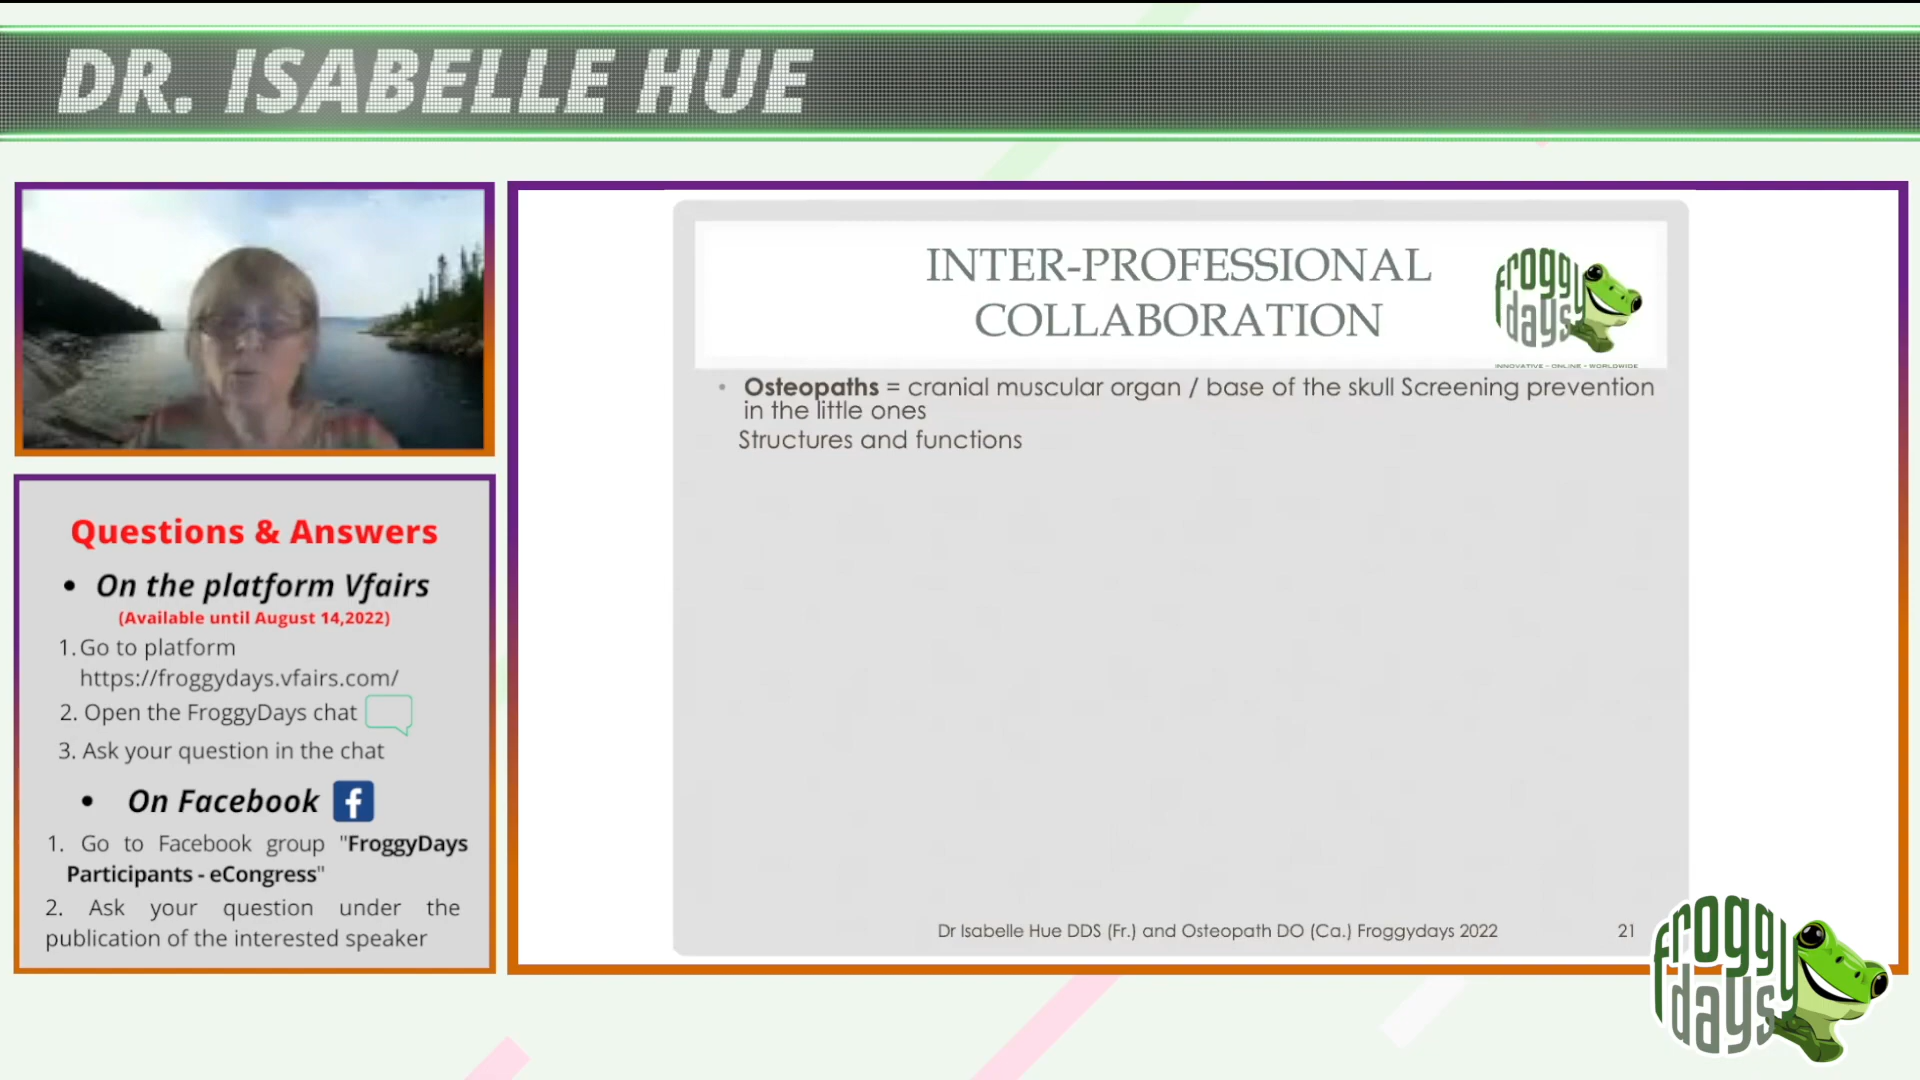 DR. ISABELLE HUE
INTER-PROFESSIONAL
COLLABORATION
froggy
days
INNOVATIVE - ONLINE - WORLDWIDE
• Osteopaths = cranial muscular organ / base of the skull Screening prevention
in the little ones
Structures and functions
Dr Isabelle Hue DDS (Fr.) and Osteopath DO (Ca.) Froggydays 2022
21
Questions & Answers
• On the platform Vfairs
(Available until August 14,2022)
1. Go to platform
https://froggydays.vfairs.com/
2. Open the FroggyDays chat
3. Ask your question in the chat
• On Facebook f
1. Go to Facebook group "FroggyDays
Participants - eCongress"
2. Ask your question under the
publication of the interested speaker
froggy
days